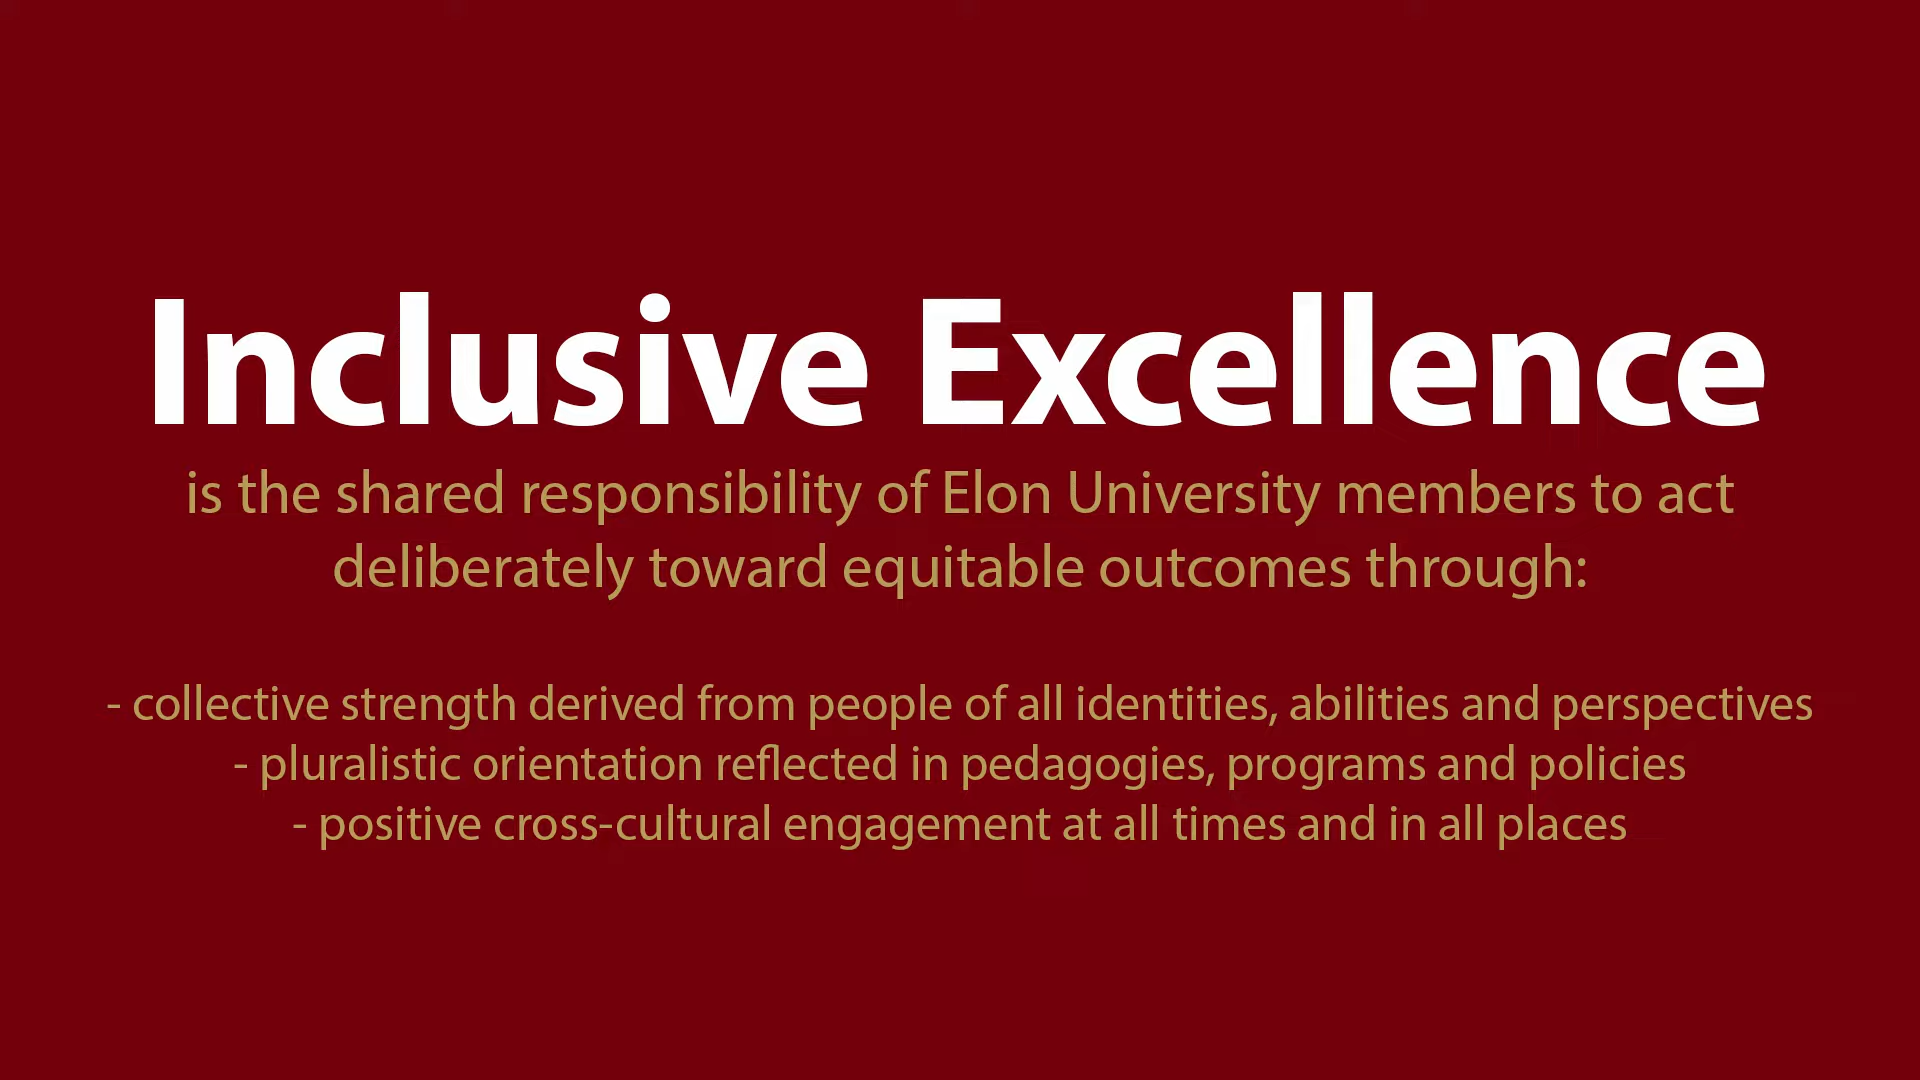 Inclusive Excellence
is the shared responsibility of Elon University members to act
deliberately toward equitable outcomes through:
- collective strength derived from people of all identities, abilities and perspectives
- pluralistic orientation reflected in pedagogies, programs and policies
- positive cross-cultural engagement at all times and in all places